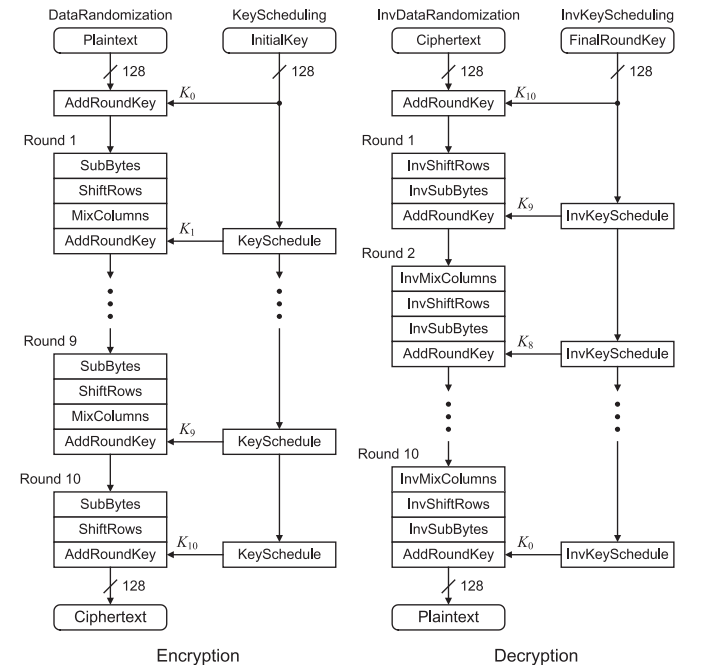 DataRandomization KeyScheduling InvDataRandomization InvKeyScheduling
Plaintext InitialKey Ciphertext FinalRoundKey
128 128 128 128
AddRoundKey K0 AddRoundKey K10
Round 1 Round 1
SubBytes InvShiftRows
ShiftRows InvSubBytes
MixColumns AddRoundKey K9 InvKeySchedule
AddRoundKey K1 KeySchedule
Round 2
InvMixColumns
InvShiftRows
InvSubBytes
Round 9 AddRoundKey K8 InvKeySchedule
SubBytes
ShiftRows
MixColumns
AddRoundKey K9 KeySchedule
Round 10 Round 10
InvMixColumns
SubBytes InvShiftRows
ShiftRows InvSubBytes
AddRoundKey K10 KeySchedule AddRoundKey K0 InvKeySchedule
128 128
Ciphertext Plaintext
Encryption Decryption